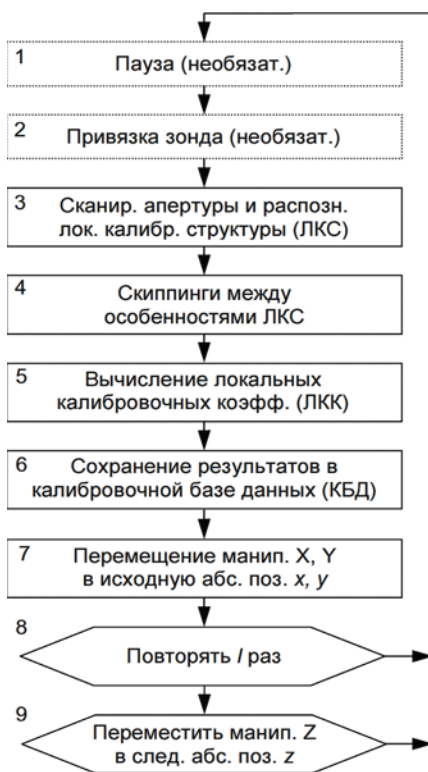 1
Пауза (необязат.)
2
Привязка зонда (необязат.)
3
Сканир. апертуры и распозн.
лок. калибр. структуры (ЛКС)
4
Скиппинги между
особенностями ЛКС
5
Вычисление локальных
калибровочных коэфф. (ЛКК)
6
Сохранение результатов в
калибровочной базе данных (КБД)
7
Перемещение манип. X, Y
в исходную абс. поз. x, y
8
Повторять I раз
9
Переместить манип. Z
в след. абс. поз. z